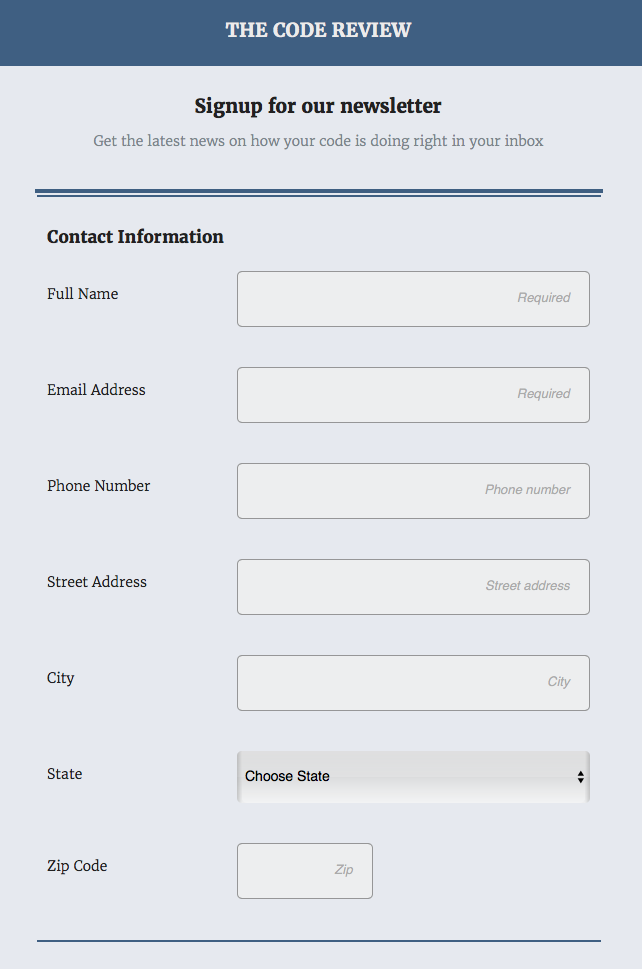 THE CODE REVIEW
Signup for our newsletter
Get the latest news on how your code is doing right in your inbox
Contact Information
Full Name
Required
Email Address
Required
Phone Number
Phone number
Street Address
Street address
City
City
State
Choose State
Zip Code
Zip